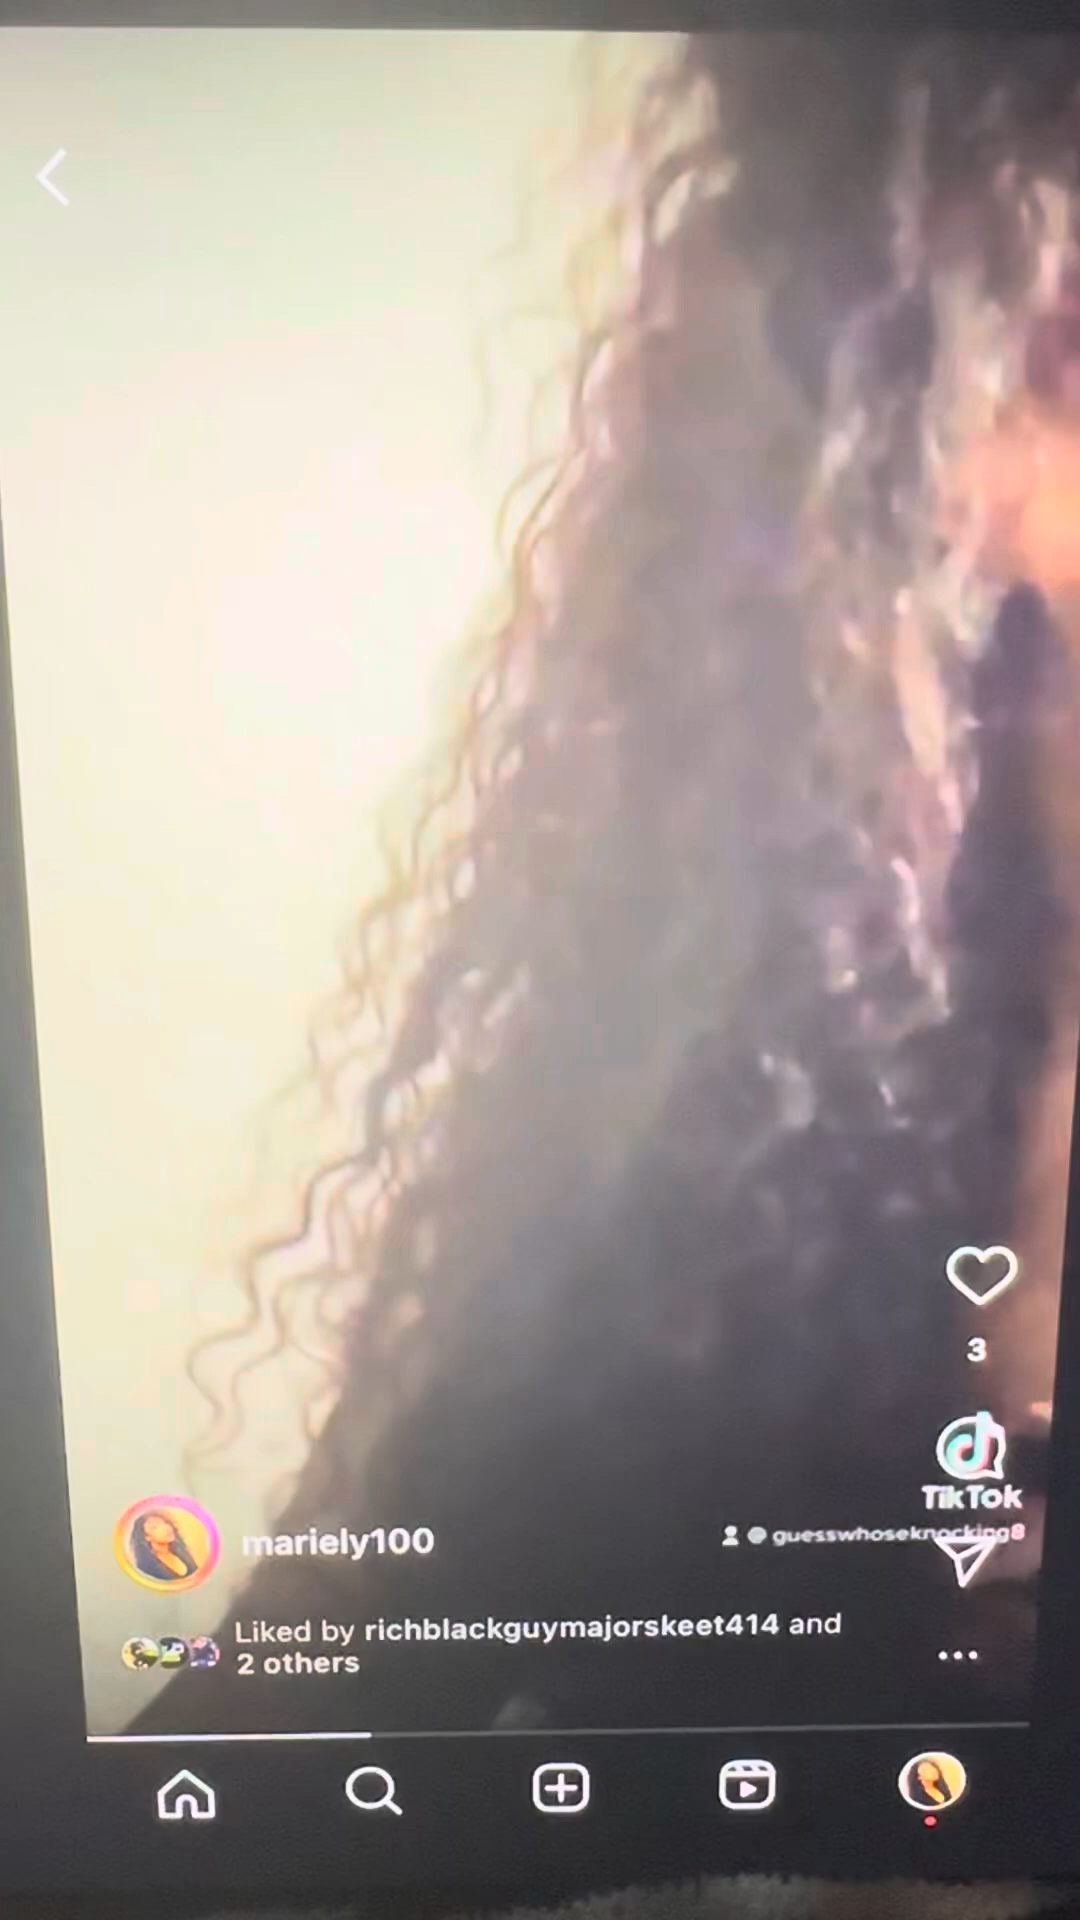 3
TikTok
guesswhoseknocking8
mariely100
Liked by richblackguymajorskeet414 and
2 others